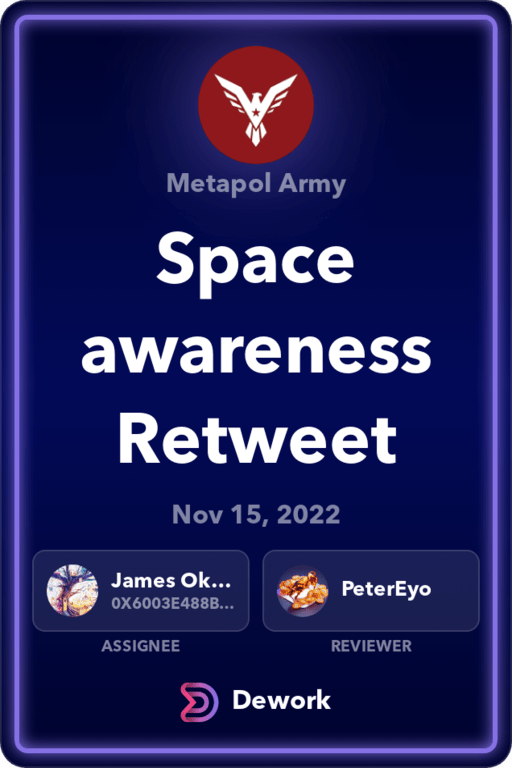 Metapol Army
Space
awareness
Retweet
Nov 15, 2022
James Ok...
0X6003E488B...
ASSIGNEE
PeterEyo
REVIEWER
Dework